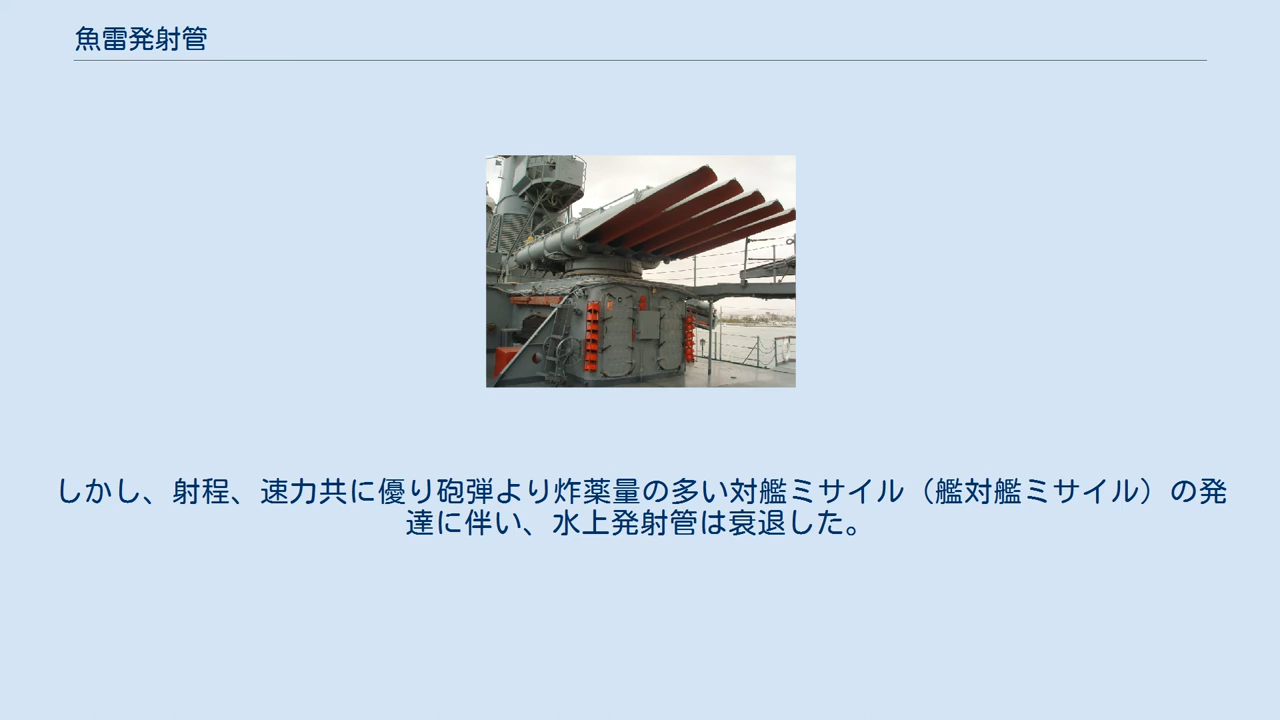 魚雷発射管
しかし、射程、速力共に優り砲弾より炸薬量の多い対艦ミサイル（艦対艦ミサイル）の発
達に伴い、水上発射管は衰退した。